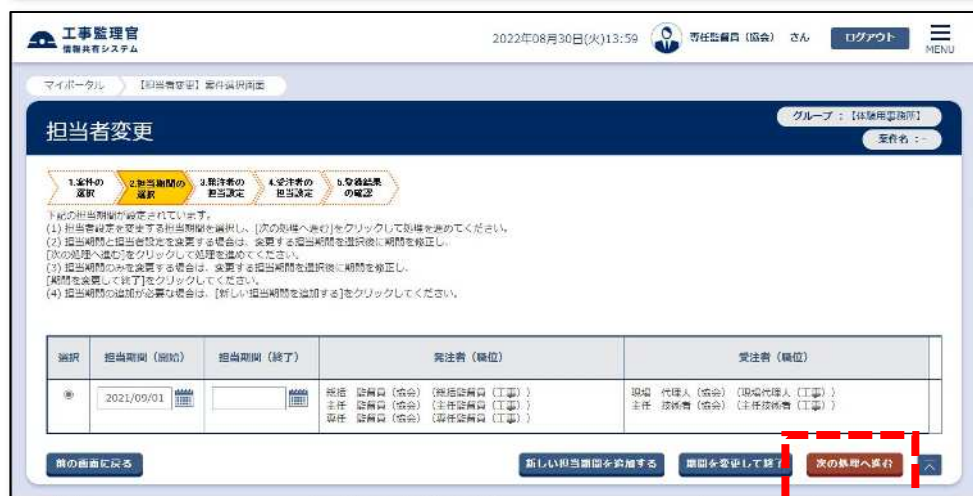 工事監理官
情報共有システム
2022年08月30日(火)13:59
専任監督員（協会） さん
ログアウト
MENU
マイポータル
【担当者変更】案件選択画面
担当者変更
グループ：【体験用事務所】
案件名：-
1.案件の
選択
2.担当期間の
選択
3.発注者の
担当設定
4.受注者の
担当設定
5.登録結果
の確認
下記の担当期間が設定されています。
(1) 担当者設定を変更する担当期間を選択し、[次の処理へ進む]をクリックして処理を進めてください。
(2) 担当期間と担当者設定を変更する場合は、変更する担当期間を選択後に期間を修正し、
[次の処理へ進む]をクリックして処理を進めてください。
(3) 担当期間のみを変更する場合は、変更する担当期間を選択後に期間を修正し、
[期間を変更して終了]をクリックしてください。
(4) 担当期間の追加が必要な場合は、[新しい担当期間を追加する]をクリックしてください。
選択 担当期間（開始） 担当期間（終了） 発注者（職位） 受注者（職位）
2021/09/01
総括 監督員（協会）（総括監督員（工事））
主任 監督員（協会）（主任監督員（工事））
専任 監督員（協会）（専任監督員（工事））
現場 代理人（協会）（現場代理人（工事））
主任 技術者（協会）（主任技術者（工事））
前の画面に戻る
新しい担当期間を追加する
期間を変更して終了
次の処理へ進む